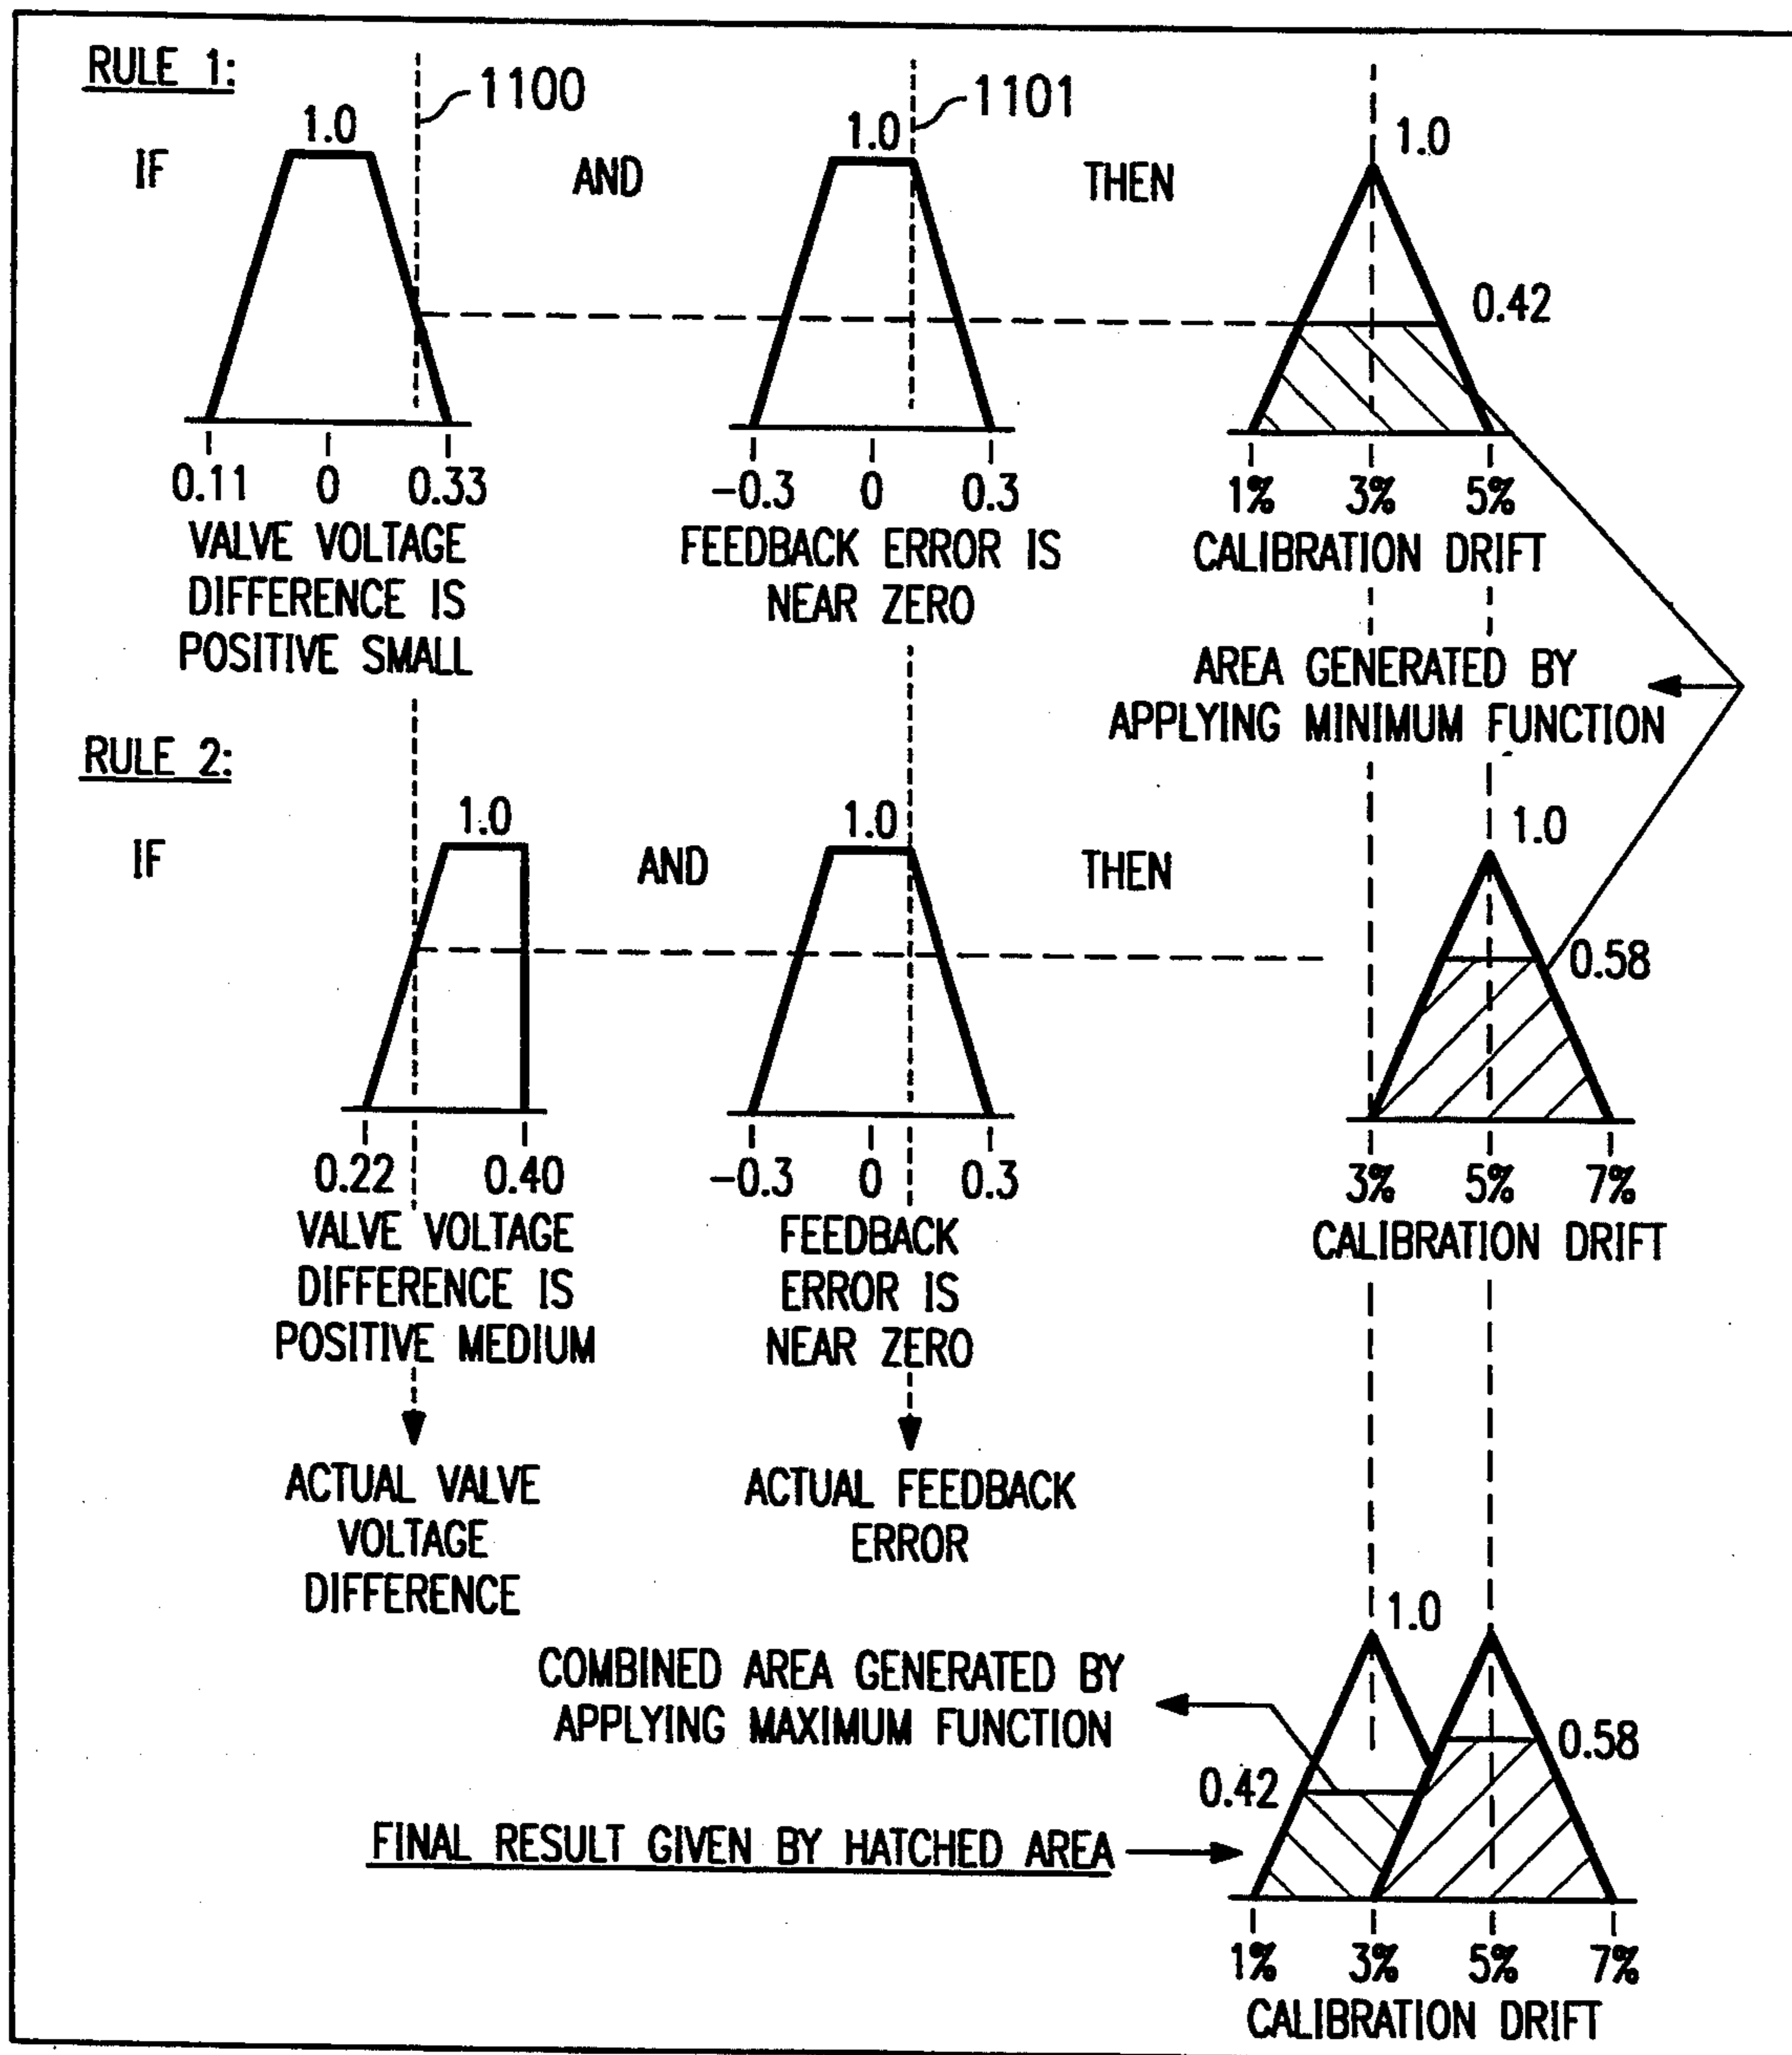 RULE 1:
1100
1101
1.0
1.0
1.0
IF
AND
THEN
0.42
0.11
0
0.33
-0.3
0
0.3
1%
3%
5%
VALVE VOLTAGE
DIFFERENCE IS
POSITIVE SMALL
FEEDBACK ERROR IS
NEAR ZERO
CALIBRATION DRIFT
AREA GENERATED BY
APPLYING MINIMUM FUNCTION
RULE 2:
1.0
1.0
1.0
IF
AND
THEN
0.58
0.22
0.40
-0.3
0
0.3
3%
5%
7%
VALVE VOLTAGE
DIFFERENCE IS
POSITIVE MEDIUM
FEEDBACK
ERROR IS
NEAR ZERO
CALIBRATION DRIFT
ACTUAL VALVE
VOLTAGE
DIFFERENCE
ACTUAL FEEDBACK
ERROR
1.0
COMBINED AREA GENERATED BY
APPLYING MAXIMUM FUNCTION
0.58
0.42
FINAL RESULT GIVEN BY HATCHED AREA
1%
3%
5%
7%
CALIBRATION DRIFT